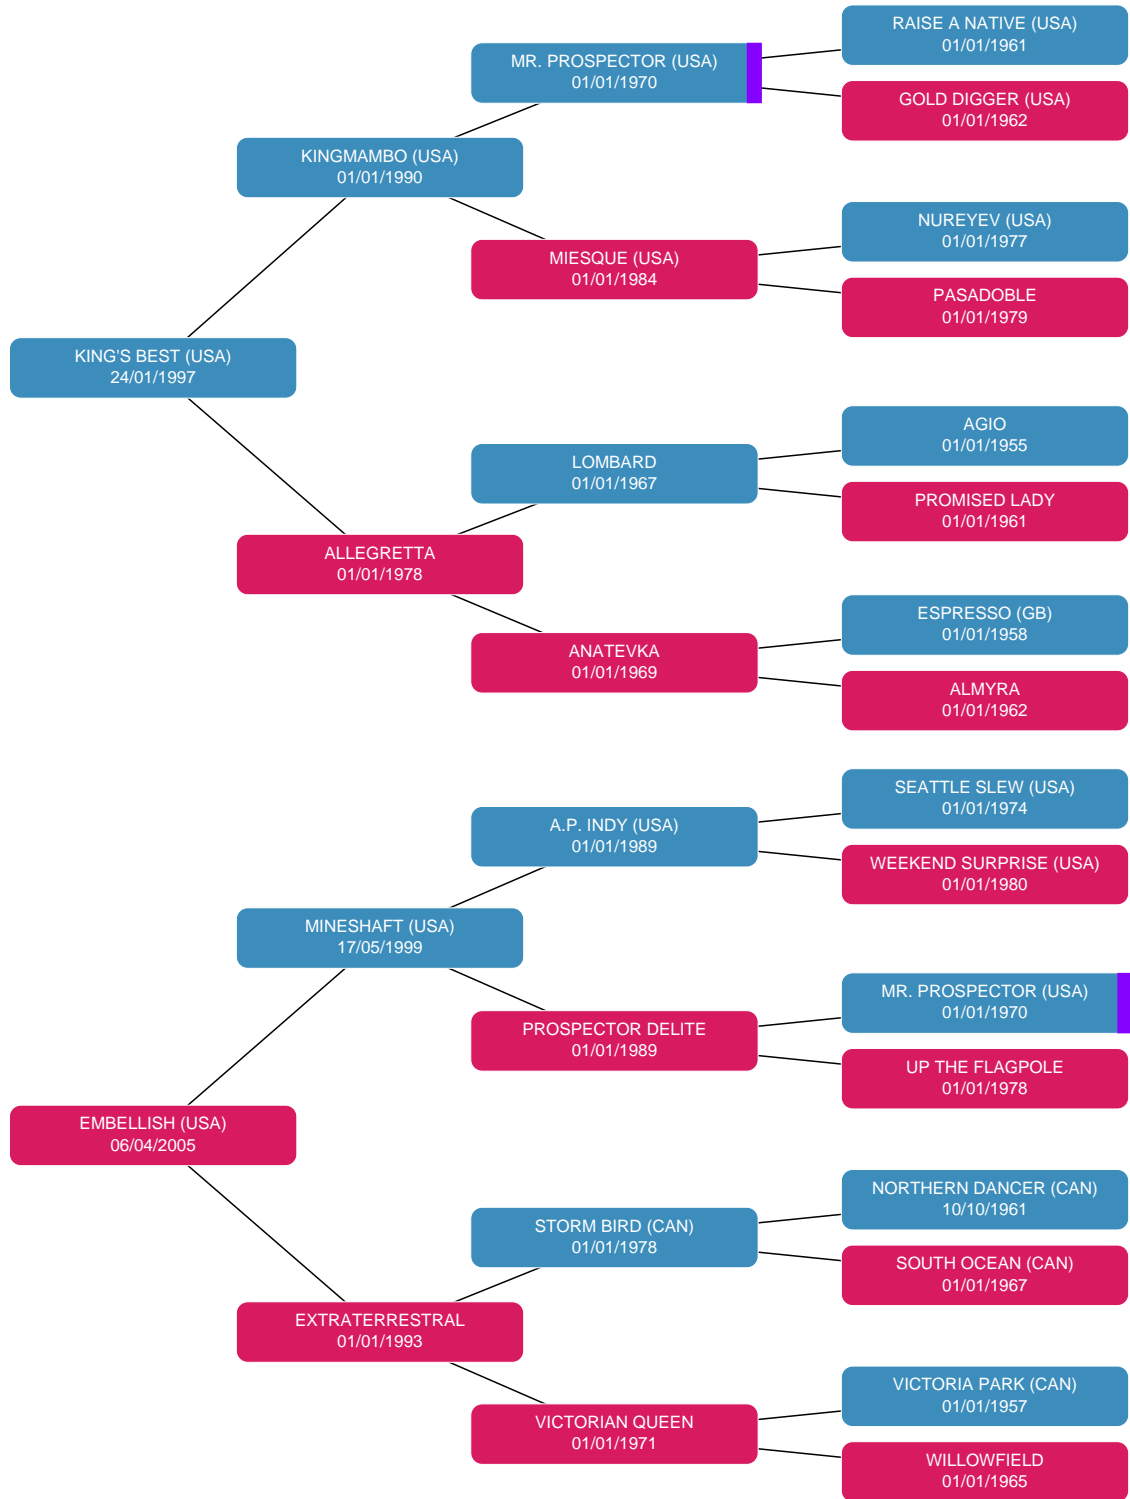 RAISE A NATIVE (USA)
01/01/1961
MR. PROSPECTOR (USA)
01/01/1970
GOLD DIGGER (USA)
01/01/1962
KINGMAMBO (USA)
01/01/1990
NUREYEV (USA)
01/01/1977
MIESQUE (USA)
01/01/1984
PASADOBLE
01/01/1979
KING'S BEST (USA)
24/01/1997
AGIO
01/01/1955
LOMBARD
01/01/1967
PROMISED LADY
01/01/1961
ALLEGRETTA
01/01/1978
ESPRESSO (GB)
01/01/1958
ANATEVKA
01/01/1969
ALMYRA
01/01/1962
SEATTLE SLEW (USA)
01/01/1974
A.P. INDY (USA)
01/01/1989
WEEKEND SURPRISE (USA)
01/01/1980
MINESHAFT (USA)
17/05/1999
MR. PROSPECTOR (USA)
01/01/1970
PROSPECTOR DELITE
01/01/1989
UP THE FLAGPOLE
01/01/1978
EMBELLISH (USA)
06/04/2005
NORTHERN DANCER (CAN)
10/10/1961
STORM BIRD (CAN)
01/01/1978
SOUTH OCEAN (CAN)
01/01/1967
EXTRATERRESTRAL
01/01/1993
VICTORIA PARK (CAN)
01/01/1957
VICTORIAN QUEEN
01/01/1971
WILLOWFIELD
01/01/1965